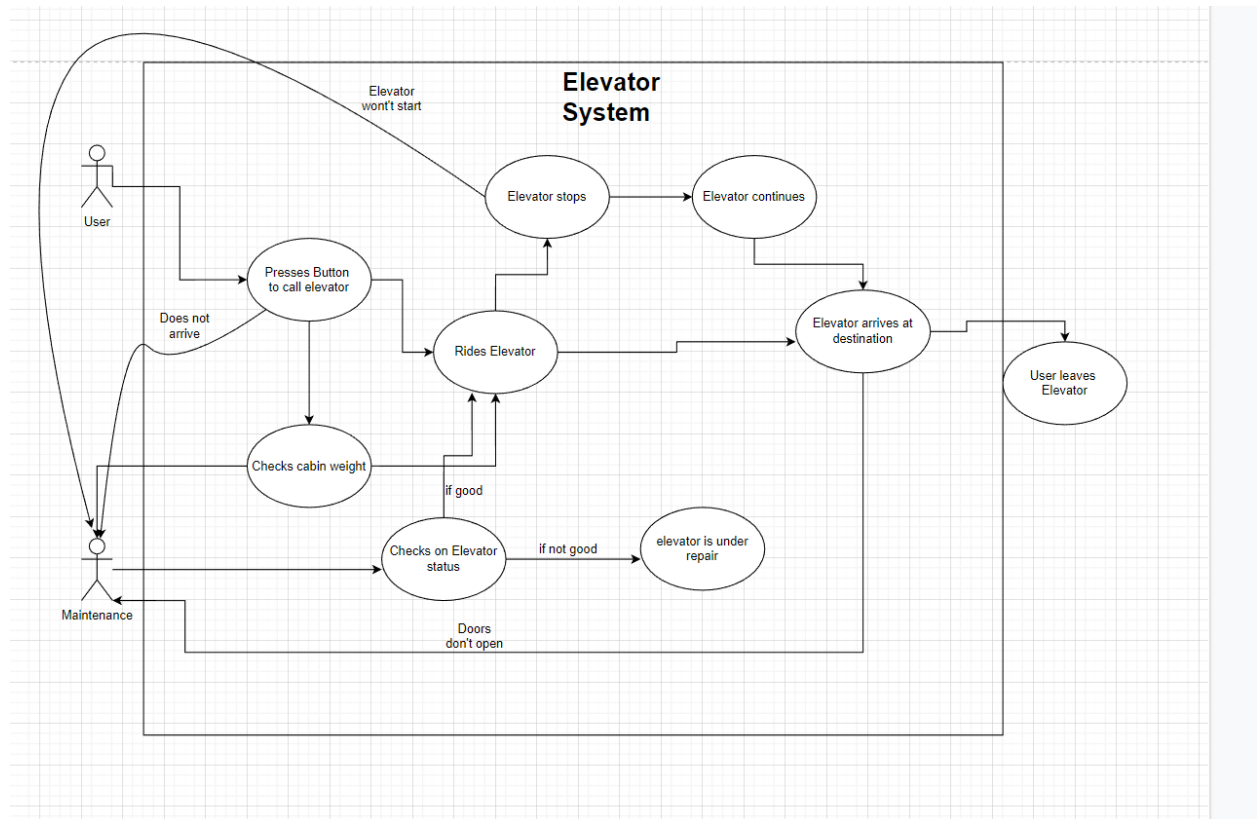 Elevator
System
Elevator
won't start
Elevator stops
Elevator continues
User
Presses Button
to call elevator
Does not
arrive
Rides Elevator
Elevator arrives at
destination
User leaves
Elevator
Checks cabin weight
if good
Checks on Elevator
status
if not good
elevator is under
repair
Maintenance
Doors
don't open